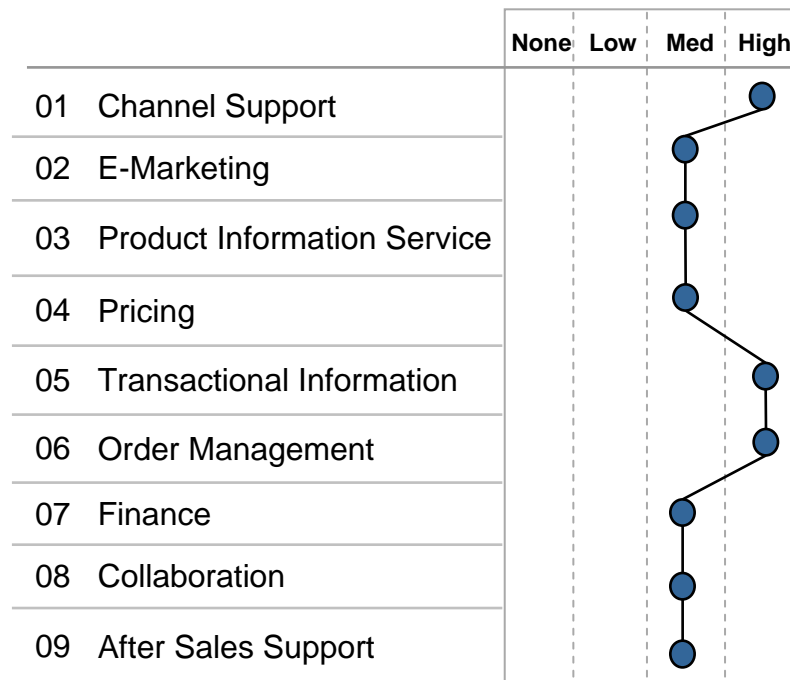 None Low Med High
01 Channel Support
02 E-Marketing
03 Product Information Service
04 Pricing
05 Transactional Information
06 Order Management
07 Finance
08 Collaboration
09 After Sales Support